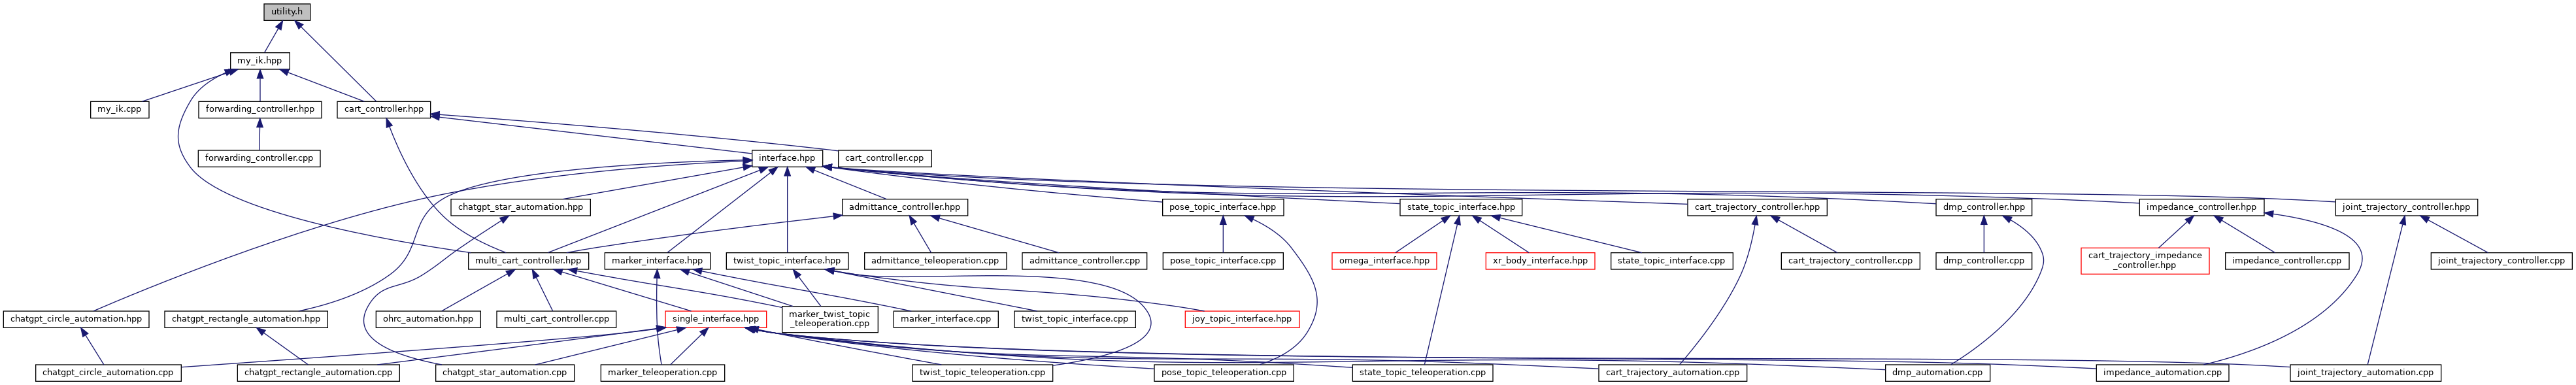 utility.h
my_ik.hpp
my_ik.cpp
forwarding_controller.hpp
cart_controller.hpp
forwarding_controller.cpp
interface.hpp
cart_controller.cpp
chatgpt_star_automation.hpp
admittance_controller.hpp
pose_topic_interface.hpp
state_topic_interface.hpp
cart_trajectory_controller.hpp
dmp_controller.hpp
impedance_controller.hpp
joint_trajectory_controller.hpp
multi_cart_controller.hpp
marker_interface.hpp
twist_topic_interface.hpp
admittance_teleoperation.cpp
admittance_controller.cpp
pose_topic_interface.cpp
omega_interface.hpp
xr_body_interface.hpp
state_topic_interface.cpp
cart_trajectory_controller.cpp
dmp_controller.cpp
cart_trajectory_impedance
_controller.hpp
impedance_controller.cpp
joint_trajectory_controller.cpp
chatgpt_circle_automation.hpp
chatgpt_rectangle_automation.hpp
ohrc_automation.hpp
multi_cart_controller.cpp
single_interface.hpp
marker_twist_topic
_teleoperation.cpp
marker_interface.cpp
twist_topic_interface.cpp
joy_topic_interface.hpp
chatgpt_circle_automation.cpp
chatgpt_rectangle_automation.cpp
chatgpt_star_automation.cpp
marker_teleoperation.cpp
twist_topic_teleoperation.cpp
pose_topic_teleoperation.cpp
state_topic_teleoperation.cpp
cart_trajectory_automation.cpp
dmp_automation.cpp
impedance_automation.cpp
joint_trajectory_automation.cpp